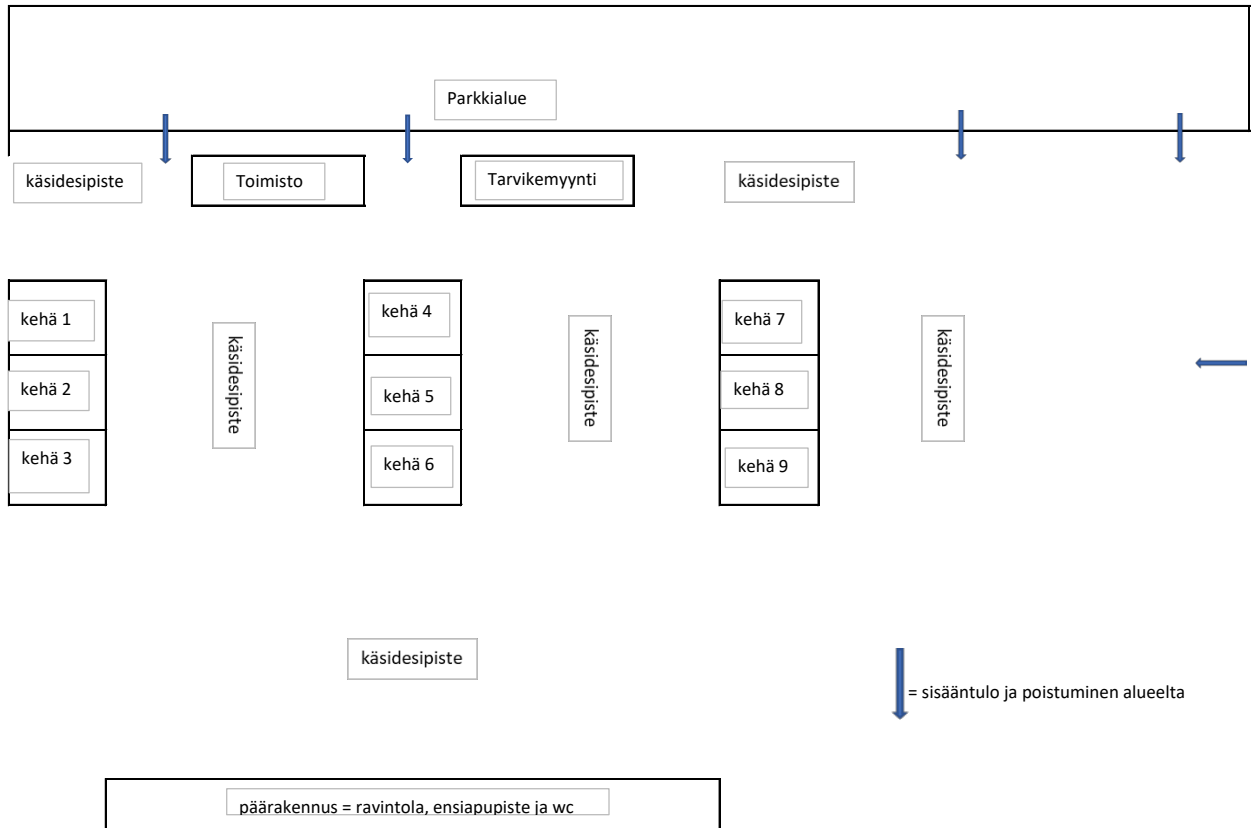 Parkkialue
käsidesipiste
Toimisto
Tarvikemyynti
käsidesipiste
kehä 1
kehä 2
kehä 3
käsidesipiste
kehä 4
kehä 5
kehä 6
käsidesipiste
kehä 7
kehä 8
kehä 9
käsidesipiste
käsidesipiste
= sisääntulo ja poistuminen alueelta
päärakennus = ravintola, ensiapupiste ja wc